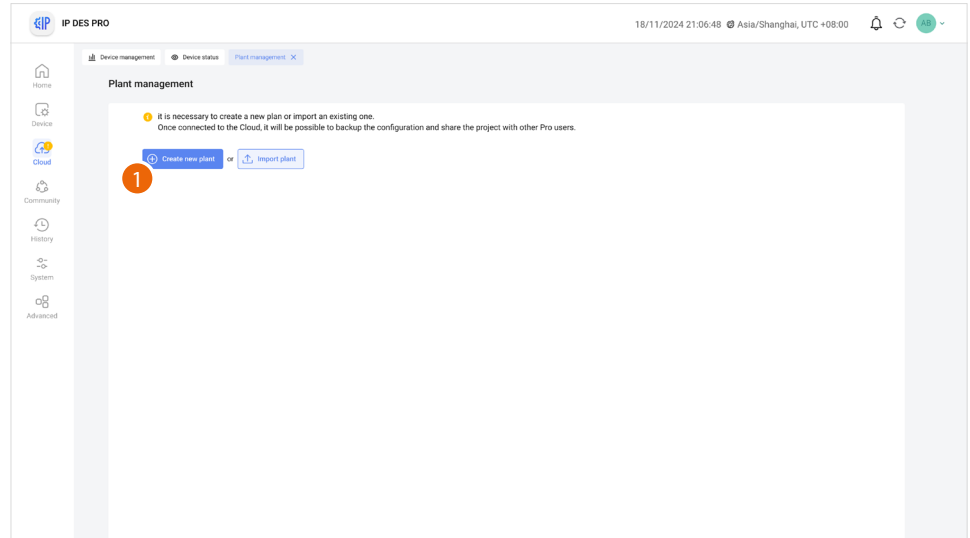 IP IP DES PRO
18/11/2024 21:06:48 Asia/Shanghai, UTC +08:00
AB
Device management
Device status
Plant management
Home
Plant management
Device
it is necessary to create a new plan or import an existing one.
Once connected to the Cloud, it will be possible to backup the configuration and share the project with other Pro users.
Cloud
Create new plant or Import plant
1
Community
History
System
Advanced